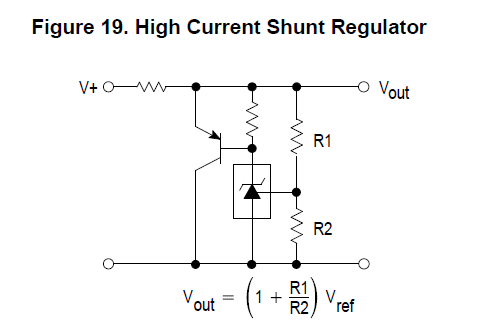 Figure 19. High Current Shunt Regulator
V+
Vout
R1
R2
Vout = (1 + R1/R2) Vref